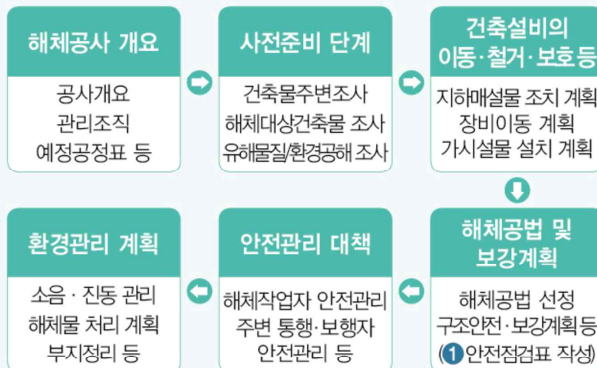 해체공사 개요
공사개요
관리조직
예정공정표 등
사전준비 단계
건축물주변조사
해체대상건축물 조사
유해물질/환경공해 조사
건축설비의
이동·철거·보호 등
지하매설물 조치 계획
장비이동 계획
가시설물 설치 계획
해체공법 및
보강계획
해체공법 선정
구조안전·보강계획 등
(❶안전점검표 작성)
안전관리 대책
해체작업자 안전관리
주변 통행·보행자
안전관리 등
환경관리 계획
소음·진동 관리
해체물 처리 계획
부지정리 등